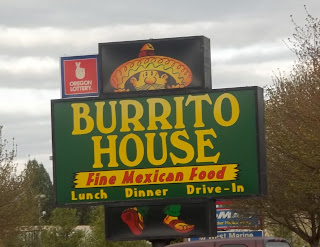 OREGON
LOTTERY.
BURRITO
HOUSE
Fine Mexican Food
Lunch Dinner Drive-In